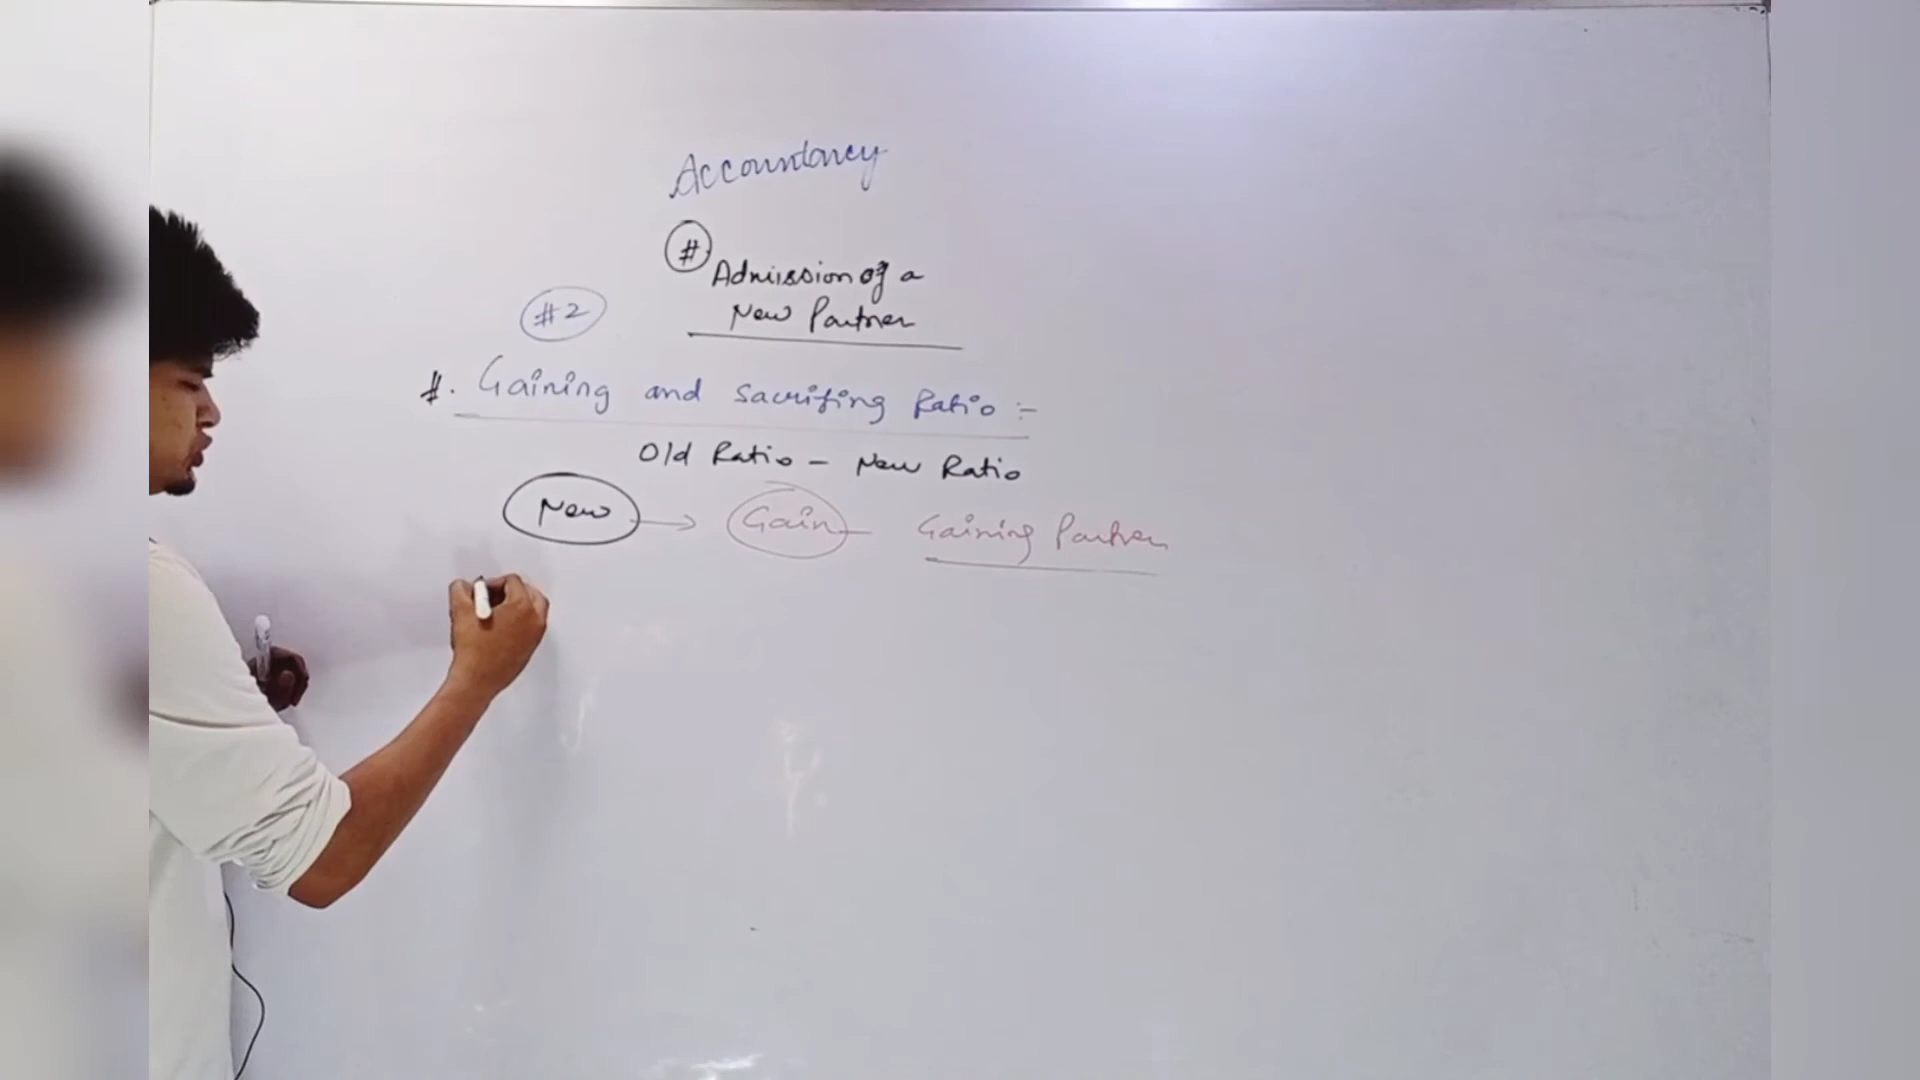 Accountancy
# Admission of a
New Partner
#2
#. Gaining and Sacrifing Ratio :-
Old Ratio - New Ratio
New → Gain - Gaining Partner